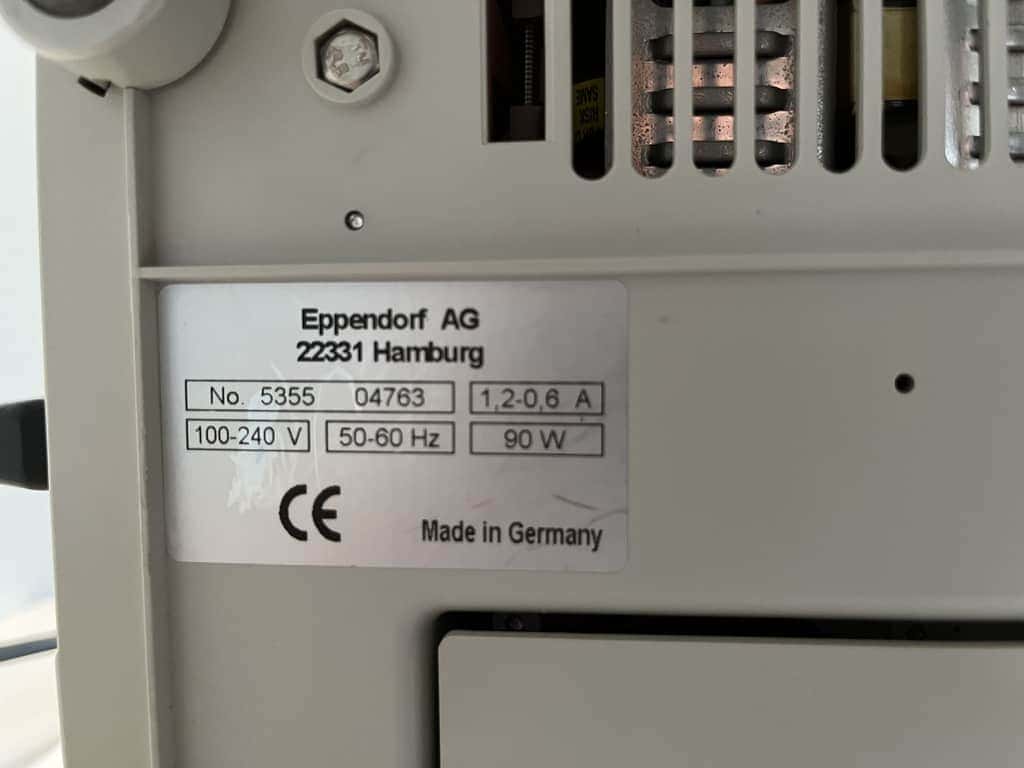 Eppendorf AG
22331 Hamburg
No. 5355 04763 1,2-0,6 A
100-240 V 50-60 Hz 90 W
CE
Made in Germany